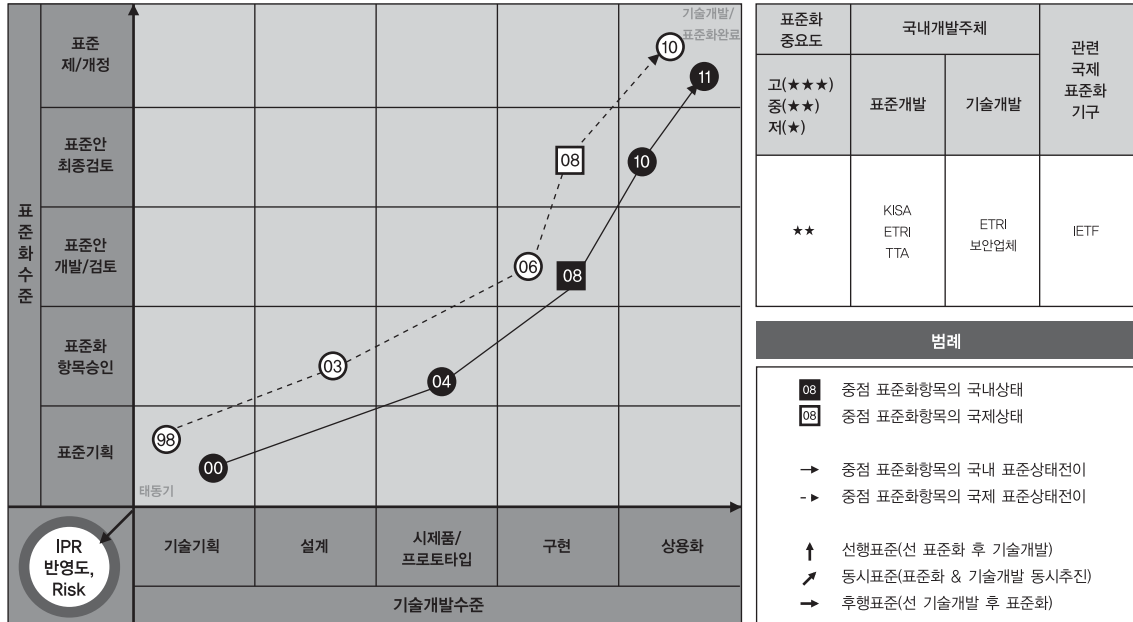 표준화수준
표준
제/개정
표준안
최종검토
표준안
개발/검토
표준화
항목승인
표준기획
기술개발/
표준화완료
10
11
08
10
06
08
03
04
98
00
태동기
IPR
반영도,
Risk
기술기획
설계
시제품/
프로토타입
구현
상용화
기술개발수준
표준화
중요도
국내개발주체
관련
국제
표준화
기구
고(★★★)
중(★★)
저(★)
표준개발
기술개발
★★
KISA
ETRI
TTA
ETRI
보안업체
IETF
범례
08 중점 표준화항목의 국내상태
08 중점 표준화항목의 국제상태
중점 표준화항목의 국내 표준상태전이
중점 표준화항목의 국제 표준상태전이
선행표준(선 표준화 후 기술개발)
동시표준(표준화 & 기술개발 동시추진)
후행표준(선 기술개발 후 표준화)